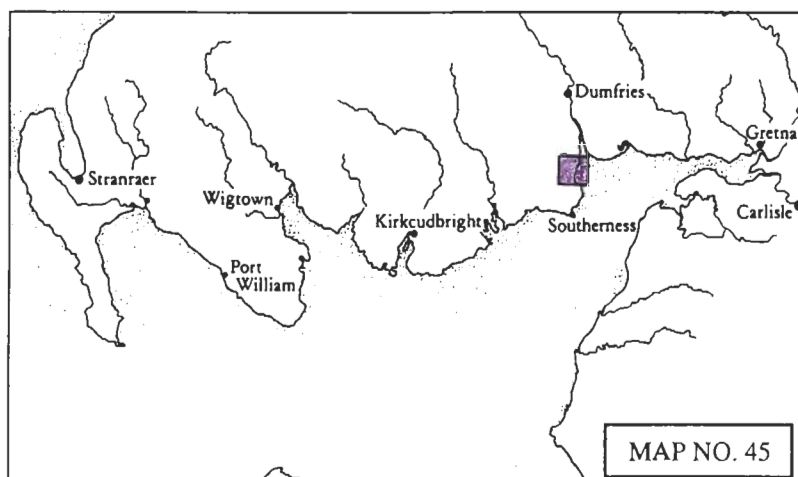 Dumfries
Gretna
Stranraer
Wigtown
Kirkcudbright
Southerness
Carlisle
Port
William
MAP NO. 45